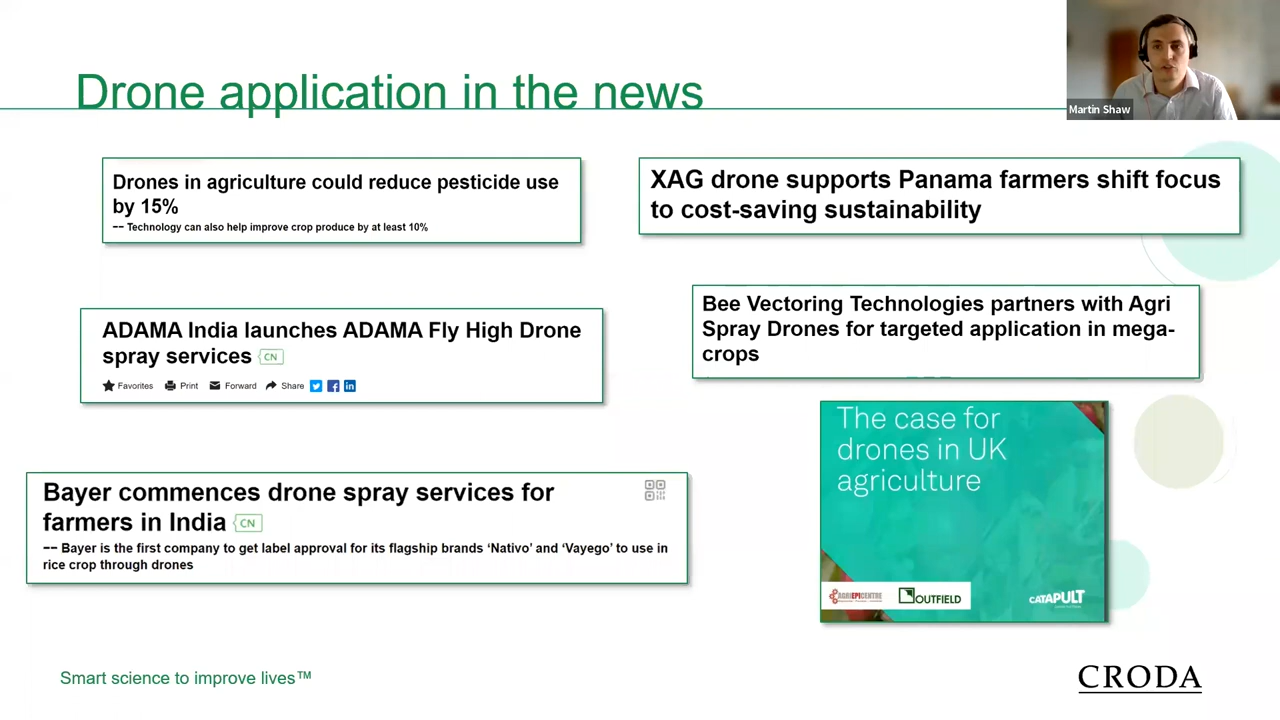 Drone application in the news
Martin Shaw
Drones in agriculture could reduce pesticide use
by 15%
–– Technology can also help improve crop produce by at least 10%
XAG drone supports Panama farmers shift focus
to cost-saving sustainability
ADAMA India launches ADAMA Fly High Drone
spray services CN
Favorites Print Forward Share
Bee Vectoring Technologies partners with Agri
Spray Drones for targeted application in mega-
crops
The case for
drones in UK
agriculture
AGRIEPICENTRE OUTFIELD CATAPULT
Bayer commences drone spray services for
farmers in India CN
–– Bayer is the first company to get label approval for its flagship brands ‘Nativo’ and ‘Vayego’ to use in
rice crop through drones
Smart science to improve lives™
CRODA